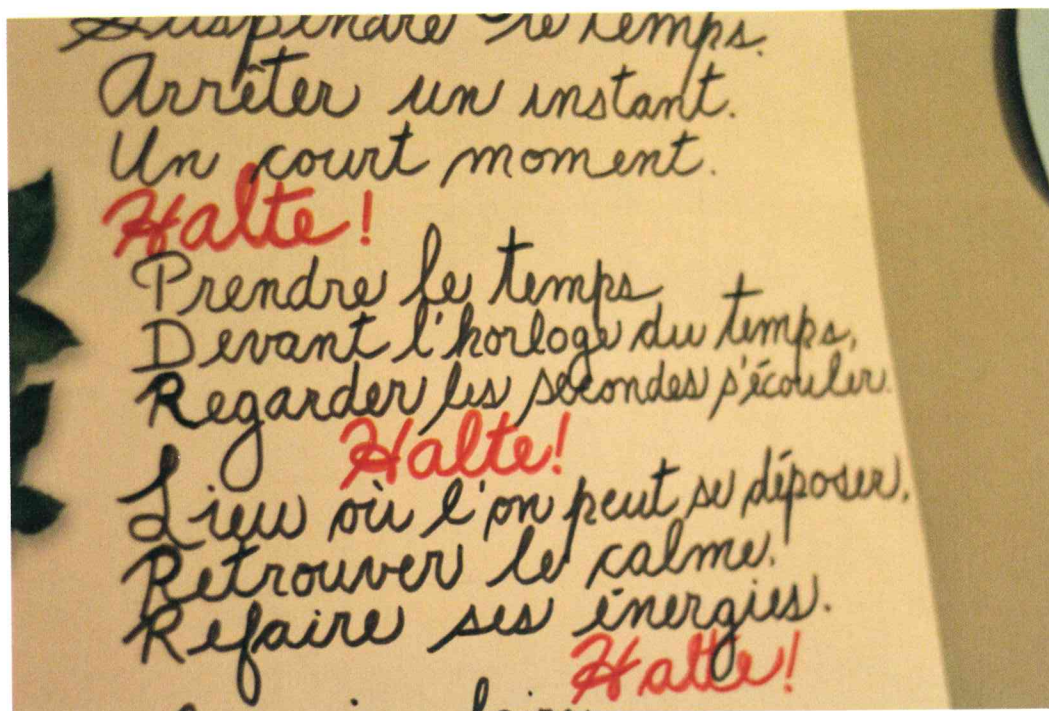 Suspendre le temps.
Arrêter un instant.
Un court moment.
Halte!
Prendre le temps
Devant l'horloge du temps,
Regarder les secondes s'écouler.
Halte!
Lieu où l'on peut se déposer,
Retrouver le calme.
Refaire ses énergies.
Halte!